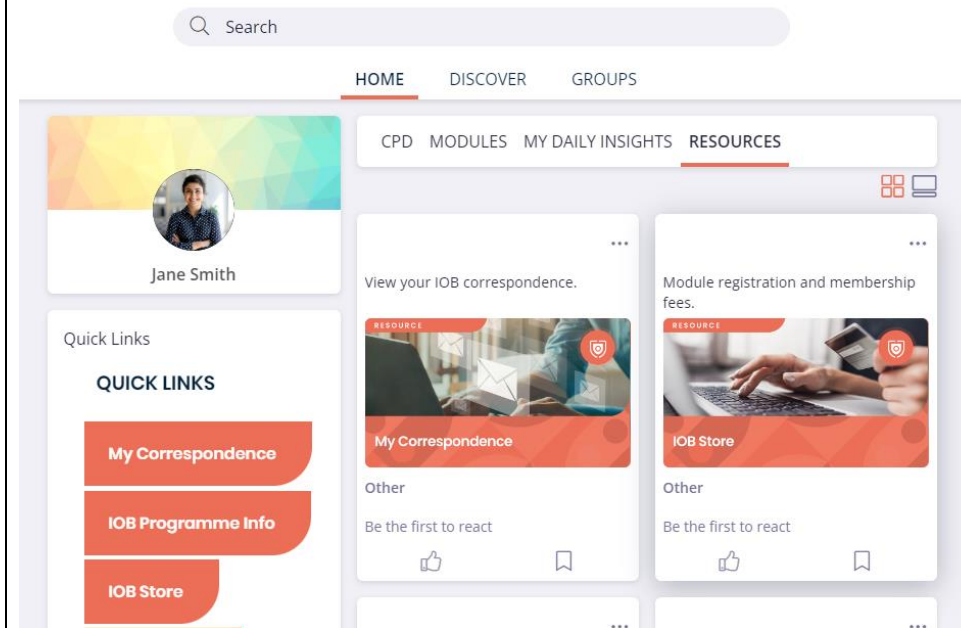 Search
HOME DISCOVER GROUPS
Jane Smith
Quick Links
QUICK LINKS
My Correspondence
IOB Programme Info
IOB Store
CPD MODULES MY DAILY INSIGHTS RESOURCES
...
View your IOB correspondence.
RESOURCE
My Correspondence
Other
Be the first to react
...
Module registration and membership
fees.
RESOURCE
IOB Store
Other
Be the first to react
...
...